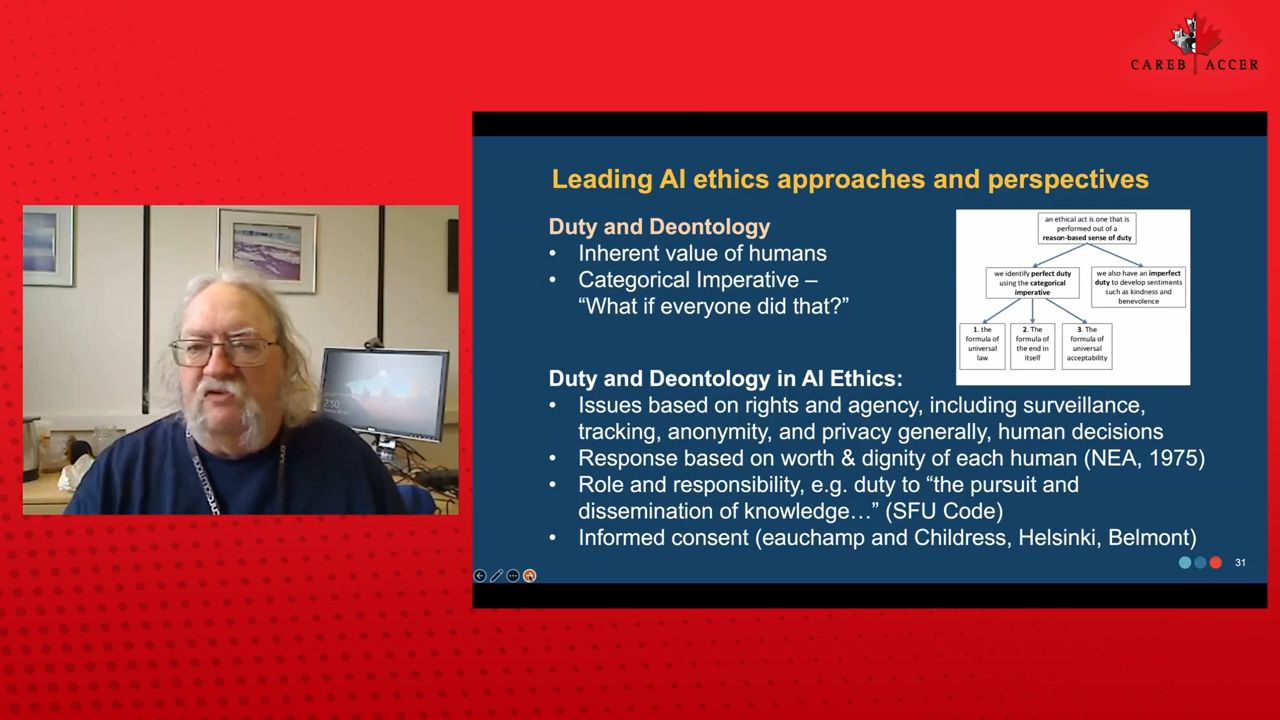 CAREB ACCER
Leading AI ethics approaches and perspectives
Duty and Deontology
• Inherent value of humans
• Categorical Imperative –
“What if everyone did that?”
an ethical act is one that is
performed out of a
reason-based sense of duty
we identify perfect duty
using the categorical
imperative
we also have an imperfect
duty to develop sentiments
such as kindness and
benevolence
1. the
formula of
universal
law
2. The
formula of
the end in
itself
3. The
formula of
universal
acceptability
Duty and Deontology in AI Ethics:
• Issues based on rights and agency, including surveillance,
tracking, anonymity, and privacy generally, human decisions
• Response based on worth & dignity of each human (NEA, 1975)
• Role and responsibility, e.g. duty to “the pursuit and
dissemination of knowledge…” (SFU Code)
• Informed consent (eauchamp and Childress, Helsinki, Belmont)
31
2:50